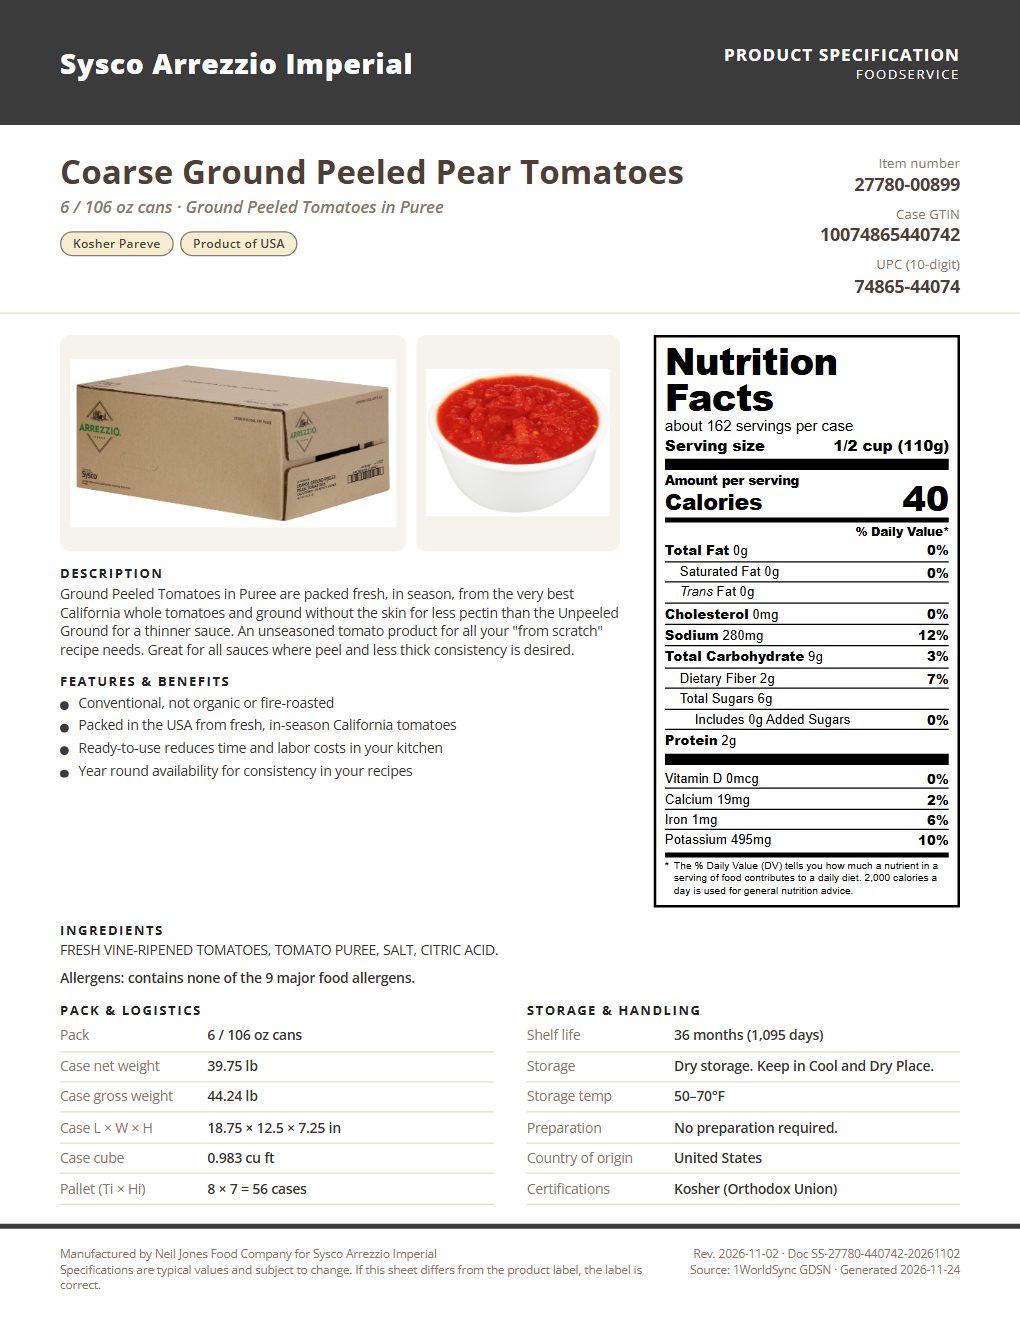 Sysco Arrezzio Imperial
PRODUCT SPECIFICATION
FOODSERVICE
Coarse Ground Peeled Pear Tomatoes
6 / 106 oz cans · Ground Peeled Tomatoes in Puree
Kosher Pareve
Product of USA
Item number
27780-00899
Case GTIN
10074865440742
UPC (10-digit)
74865-44074
ARREZZIO
ARREZZIO
Sysco
COARSE GROUND PEELED
PEAR TOMATOES
DESCRIPTION
Ground Peeled Tomatoes in Puree are packed fresh, in season, from the very best
California whole tomatoes and ground without the skin for less pectin than the Unpeeled
Ground for a thinner sauce. An unseasoned tomato product for all your "from scratch"
recipe needs. Great for all sauces where peel and less thick consistency is desired.
FEATURES & BENEFITS
Conventional, not organic or fire-roasted
Packed in the USA from fresh, in-season California tomatoes
Ready-to-use reduces time and labor costs in your kitchen
Year round availability for consistency in your recipes
Nutrition
Facts
about 162 servings per case
Serving size 1/2 cup (110g)
Amount per serving
Calories 40
% Daily Value*
Total Fat 0g 0%
Saturated Fat 0g 0%
Trans Fat 0g
Cholesterol 0mg 0%
Sodium 280mg 12%
Total Carbohydrate 9g 3%
Dietary Fiber 2g 7%
Total Sugars 6g
Includes 0g Added Sugars 0%
Protein 2g
Vitamin D 0mcg 0%
Calcium 19mg 2%
Iron 1mg 6%
Potassium 495mg 10%
* The % Daily Value (DV) tells you how much a nutrient in a
serving of food contributes to a daily diet. 2,000 calories a
day is used for general nutrition advice.
INGREDIENTS
FRESH VINE-RIPENED TOMATOES, TOMATO PUREE, SALT, CITRIC ACID.
Allergens: contains none of the 9 major food allergens.
PACK & LOGISTICS
Pack 6 / 106 oz cans
Case net weight 39.75 lb
Case gross weight 44.24 lb
Case L × W × H 18.75 × 12.5 × 7.25 in
Case cube 0.983 cu ft
Pallet (Ti × Hi) 8 × 7 = 56 cases
STORAGE & HANDLING
Shelf life 36 months (1,095 days)
Storage Dry storage. Keep in Cool and Dry Place.
Storage temp 50–70°F
Preparation No preparation required.
Country of origin United States
Certifications Kosher (Orthodox Union)
Manufactured by Neil Jones Food Company for Sysco Arrezzio Imperial
Specifications are typical values and subject to change. If this sheet differs from the product label, the label is
correct.
Rev. 2026-11-02 · Doc SS-27780-440742-20261102
Source: 1WorldSync GDSN · Generated 2026-11-24